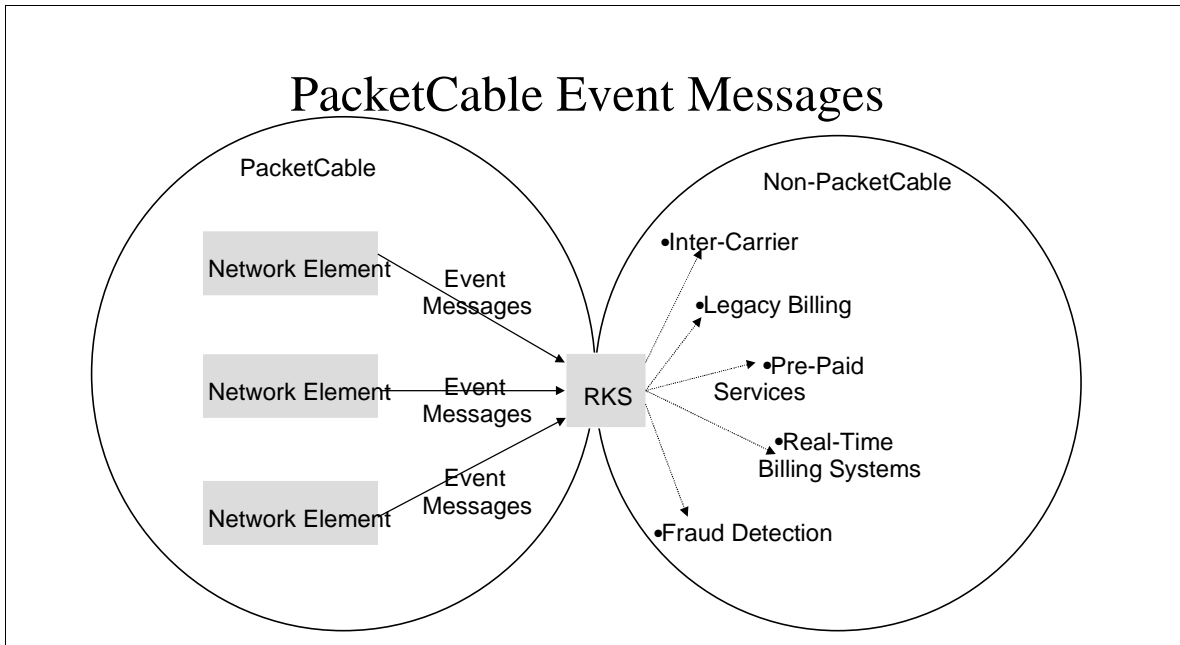 PacketCable Event Messages
PacketCable
Network Element
Event
Messages
Network Element
Event
Messages
Network Element
Event
Messages
RKS
Non-PacketCable
•Inter-Carrier
•Legacy Billing
•Pre-Paid
Services
•Real-Time
Billing Systems
•Fraud Detection